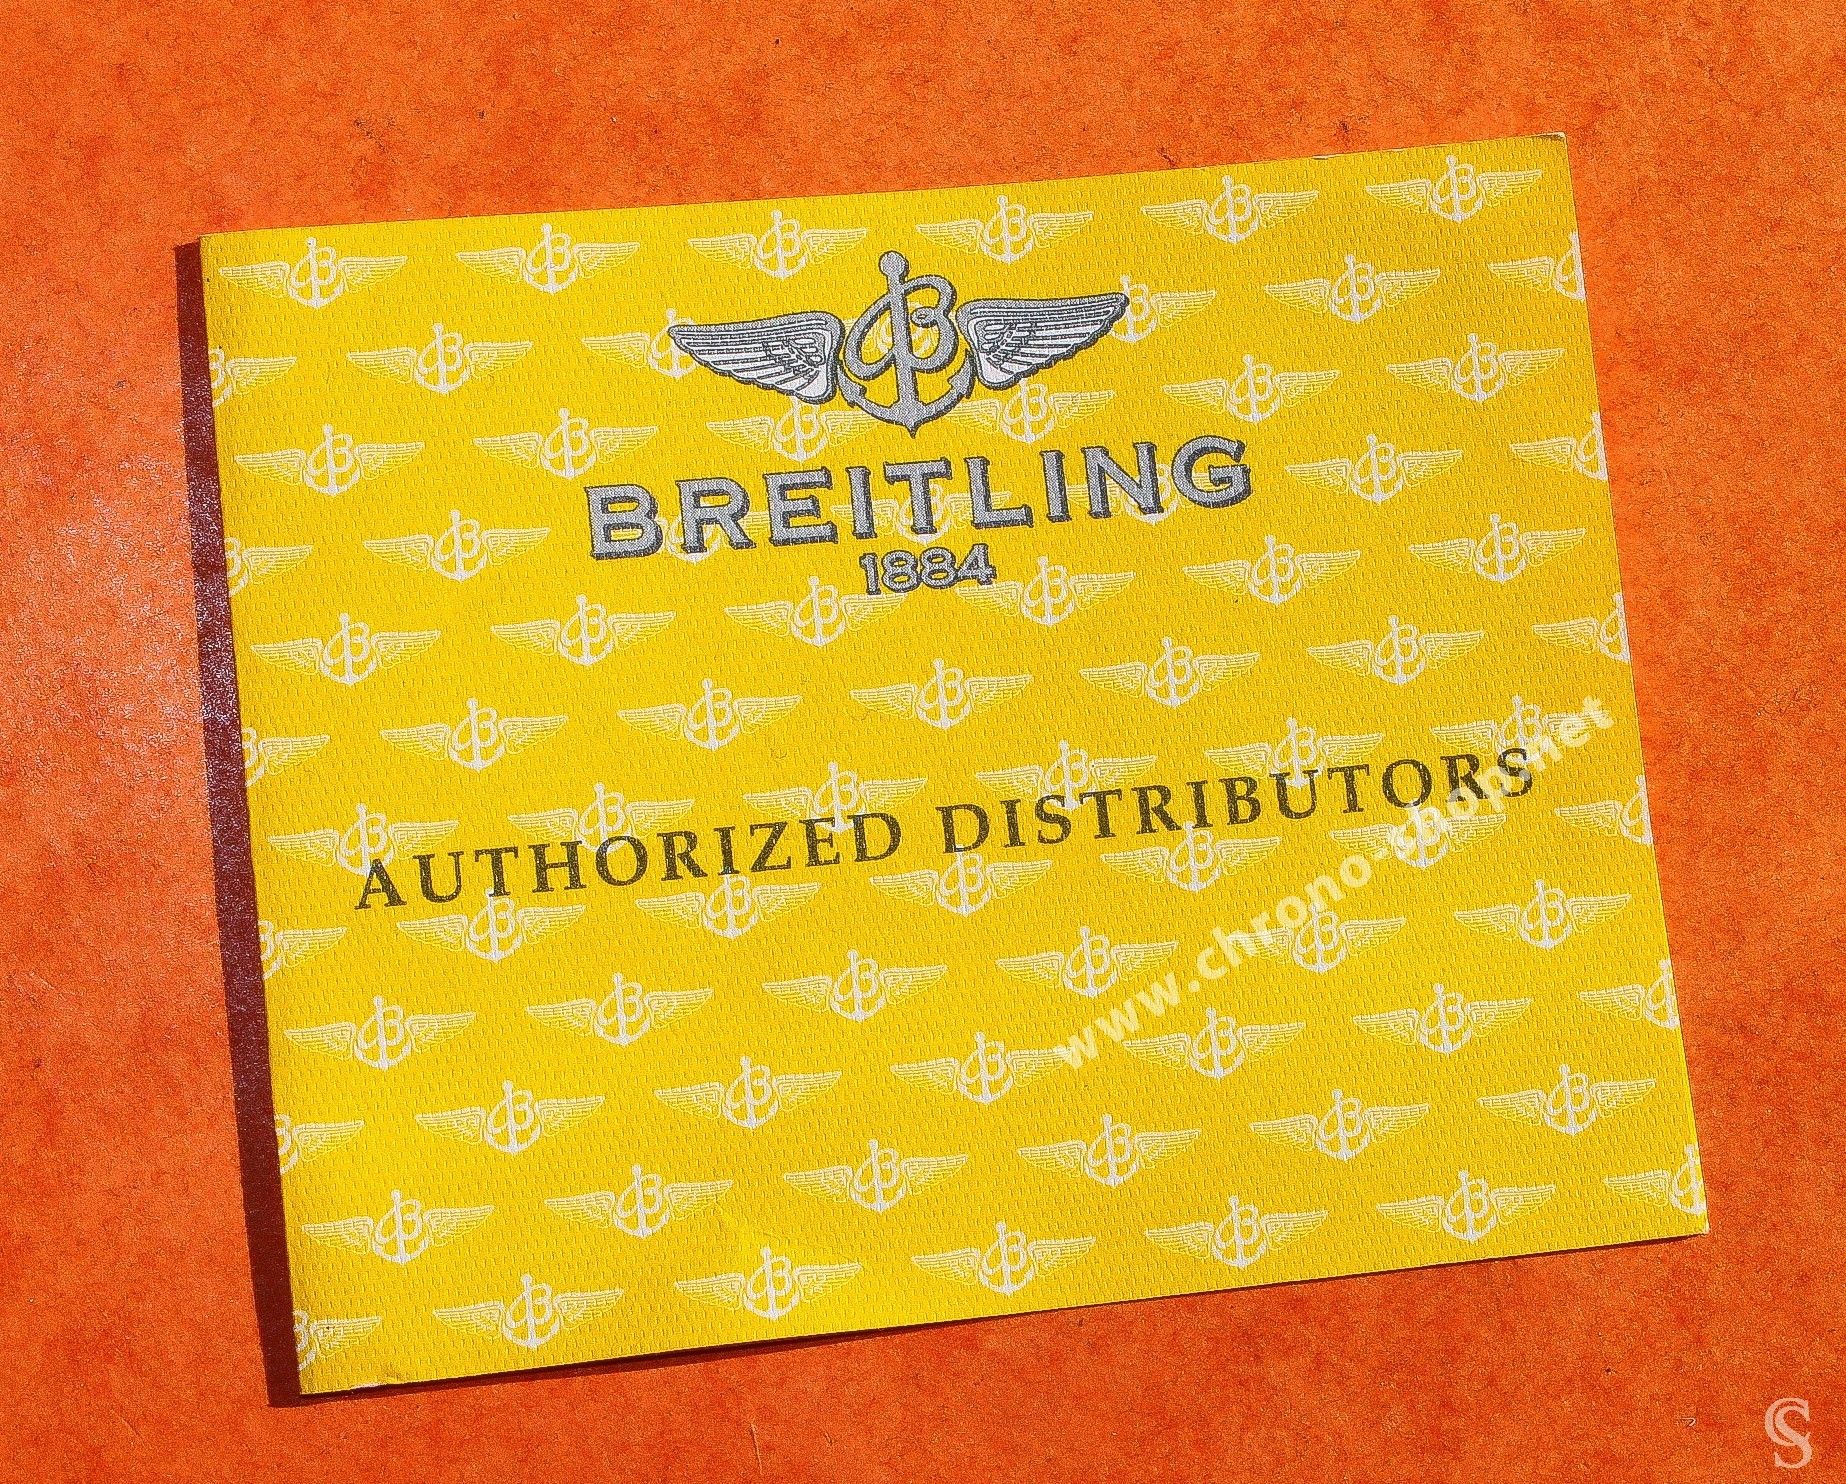 BREITLING
1884
AUTHORIZED DISTRIBUTORS
www.chrono-shop.net